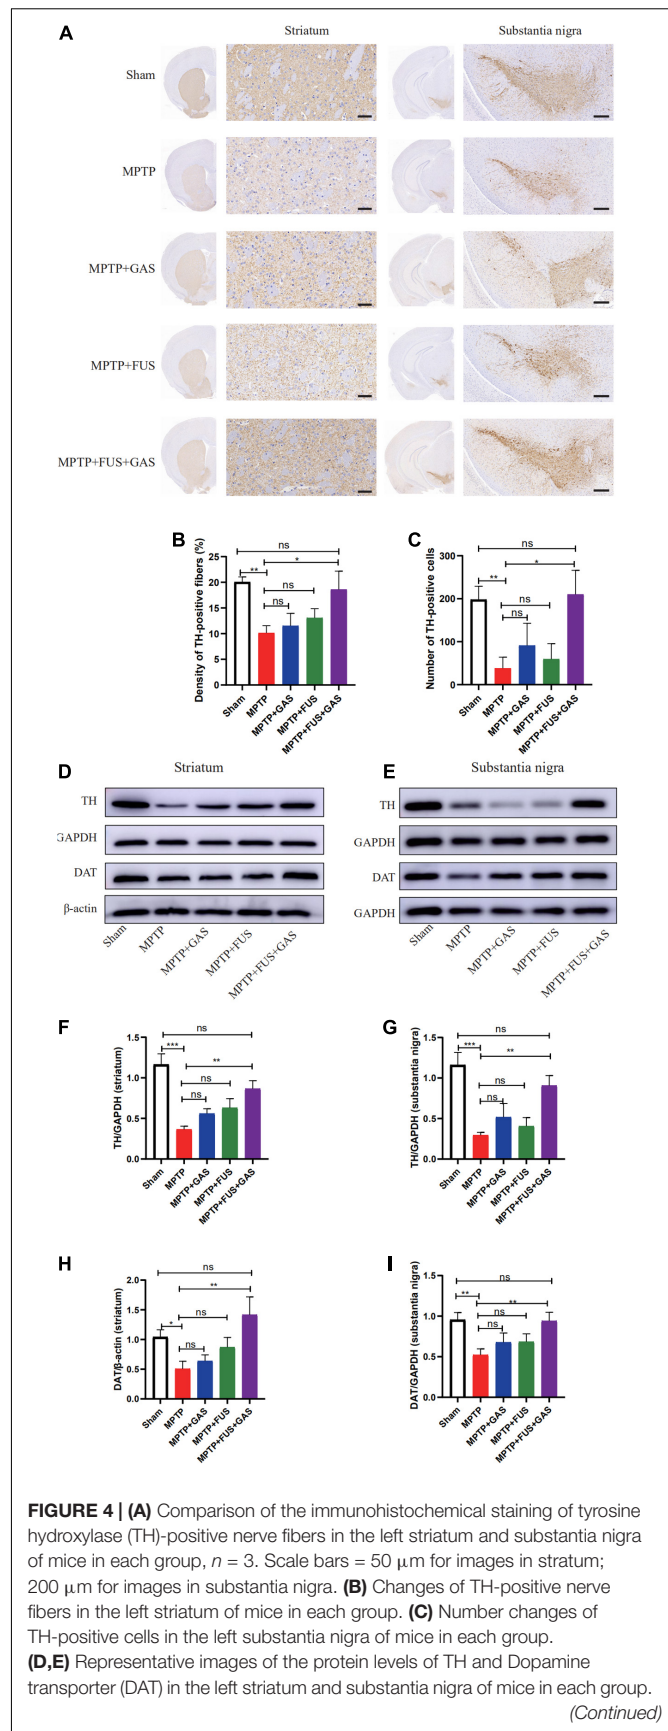 A
Striatum
Substantia nigra
Sham
MPTP
MPTP+GAS
MPTP+FUS
MPTP+FUS+GAS
B
Density of TH-positive fibers (%)
25
20
15
10
5
0
ns
*
**
ns
ns
Sham
MPTP
MPTP+GAS
MPTP+FUS
MPTP+FUS+GAS
C
Number of TH-positive cells
300
200
100
0
ns
*
**
ns
ns
Sham
MPTP
MPTP+GAS
MPTP+FUS
MPTP+FUS+GAS
D
Striatum
TH
GAPDH
DAT
β-actin
Sham
MPTP
MPTP+GAS
MPTP+FUS
MPTP+FUS+GAS
E
Substantia nigra
TH
GAPDH
DAT
GAPDH
Sham
MPTP
MPTP+GAS
MPTP+FUS
MPTP+FUS+GAS
F
TH/GAPDH (striatum)
1.5
1.0
0.5
0.0
ns
***
**
ns
ns
Sham
MPTP
MPTP+GAS
MPTP+FUS
MPTP+FUS+GAS
G
TH/GAPDH (substantia nigra)
1.5
1.0
0.5
0.0
ns
***
**
ns
ns
Sham
MPTP
MPTP+GAS
MPTP+FUS
MPTP+FUS+GAS
H
DAT/β-actin (striatum)
2.0
1.5
1.0
0.5
0.0
ns
**
*
ns
ns
Sham
MPTP
MPTP+GAS
MPTP+FUS
MPTP+FUS+GAS
I
DAT/GAPDH (substantia nigra)
1.5
1.0
0.5
0.0
ns
**
**
ns
ns
Sham
MPTP
MPTP+GAS
MPTP+FUS
MPTP+FUS+GAS
FIGURE 4 | (A) Comparison of the immunohistochemical staining of tyrosine
hydroxylase (TH)-positive nerve fibers in the left striatum and substantia nigra
of mice in each group, n = 3. Scale bars = 50 μm for images in stratum;
200 μm for images in substantia nigra. (B) Changes of TH-positive nerve
fibers in the left striatum of mice in each group. (C) Number changes of
TH-positive cells in the left substantia nigra of mice in each group.
(D,E) Representative images of the protein levels of TH and Dopamine
transporter (DAT) in the left striatum and substantia nigra of mice in each group.
(Continued)